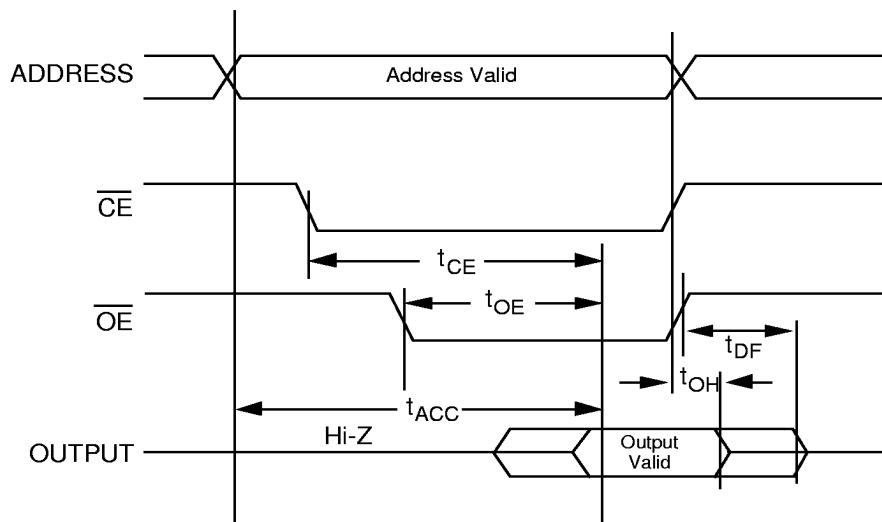 ADDRESS
Address Valid
CE
tCE
OE
tOE
tDF
tOH
tACC
Hi-Z
OUTPUT
Output
Valid